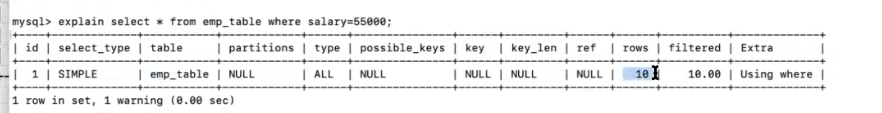 mysql> explain select * from emp_table where salary=55000;
+----+-------------+-----------+------------+------+---------------+------+---------+------+------+----------+-------------+
| id | select_type | table | partitions | type | possible_keys | key | key_len | ref | rows | filtered | Extra |
+----+-------------+-----------+------------+------+---------------+------+---------+------+------+----------+-------------+
| 1 | SIMPLE | emp_table | NULL | ALL | NULL | NULL | NULL | NULL | 10 | 10.00 | Using where |
+----+-------------+-----------+------------+------+---------------+------+---------+------+------+----------+-------------+
1 row in set, 1 warning (0.00 sec)